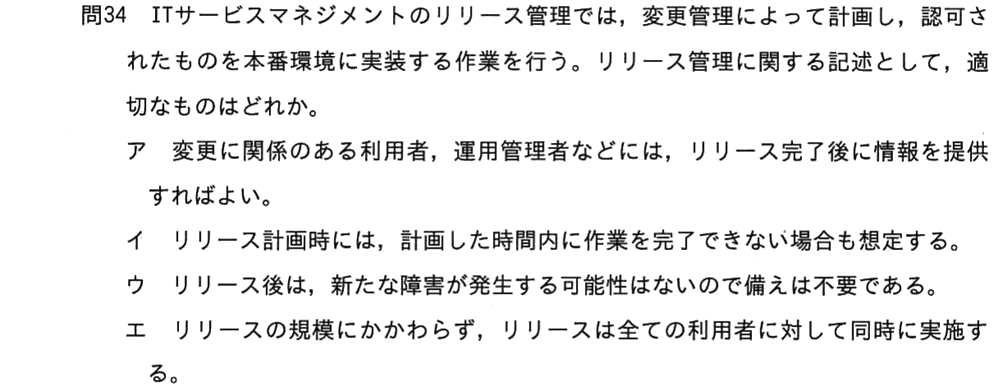 問34 ITサービスマネジメントのリリース管理では，変更管理によって計画し，認可さ
れたものを本番環境に実装する作業を行う。リリース管理に関する記述として，適
切なものはどれか。
ア 変更に関係のある利用者，運用管理者などには，リリース完了後に情報を提供
すればよい。
イ リリース計画時には，計画した時間内に作業を完了できない場合も想定する。
ウ リリース後は，新たな障害が発生する可能性はないので備えは不要である。
エ リリースの規模にかかわらず，リリースは全ての利用者に対して同時に実施す
る。